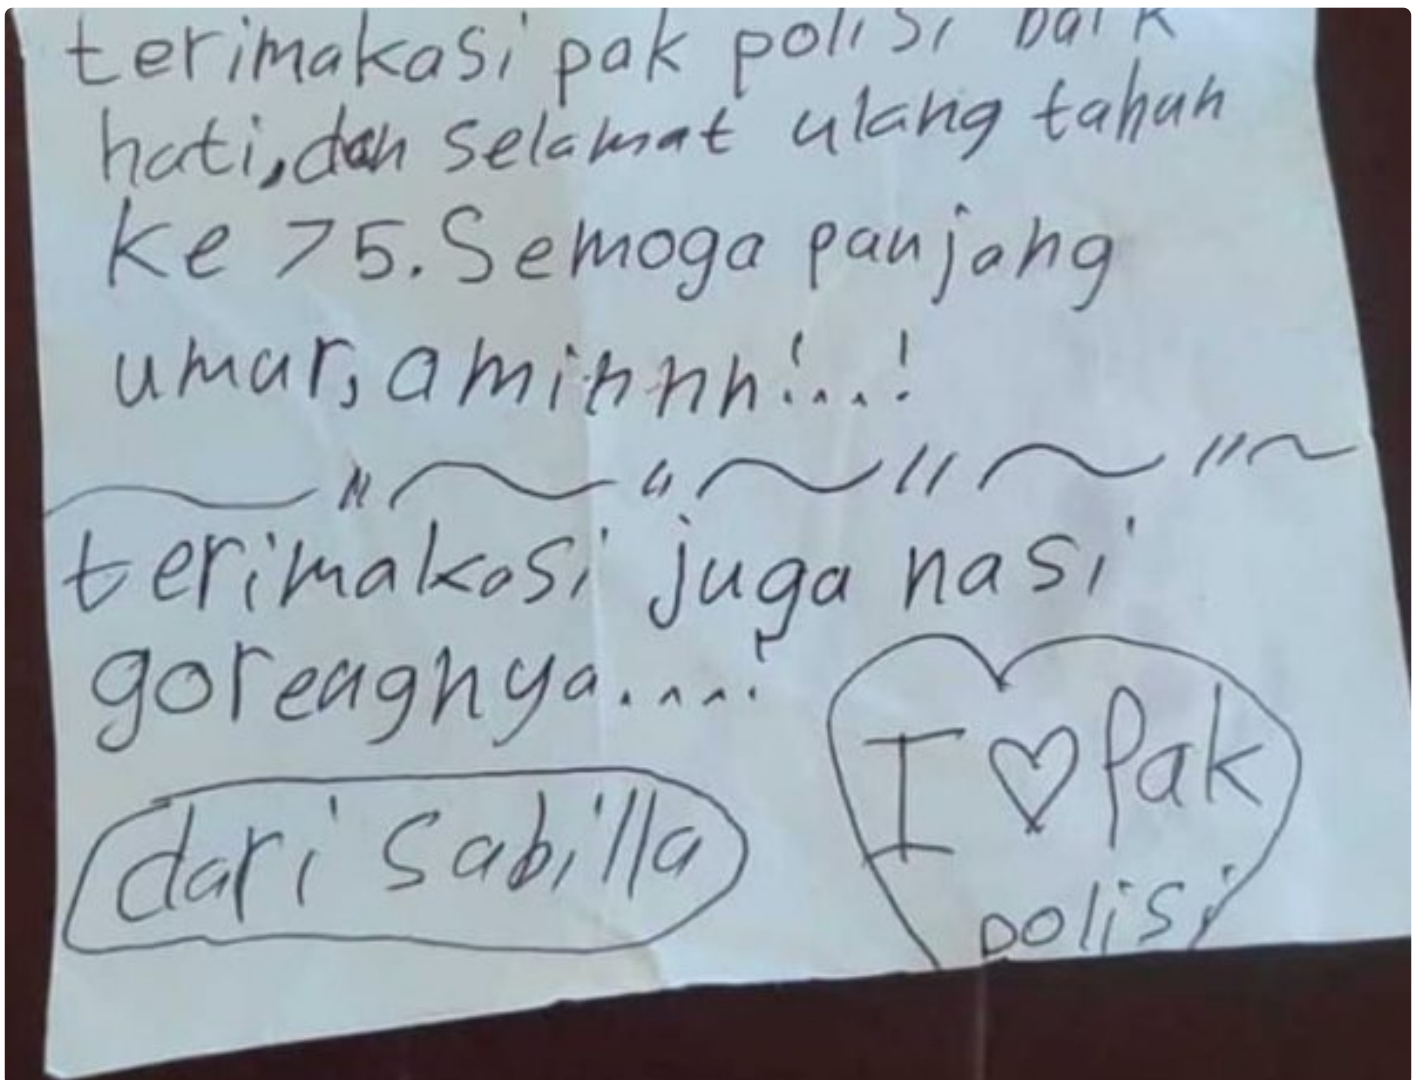 terimakasi pak polisi baik
hati, dan selamat ulang tahun
ke 75. Semoga panjang
umur, aminnn!...!
terimakasi juga nasi
goreagnya....!
dari Sabilla
I ♡ Pak
polisi